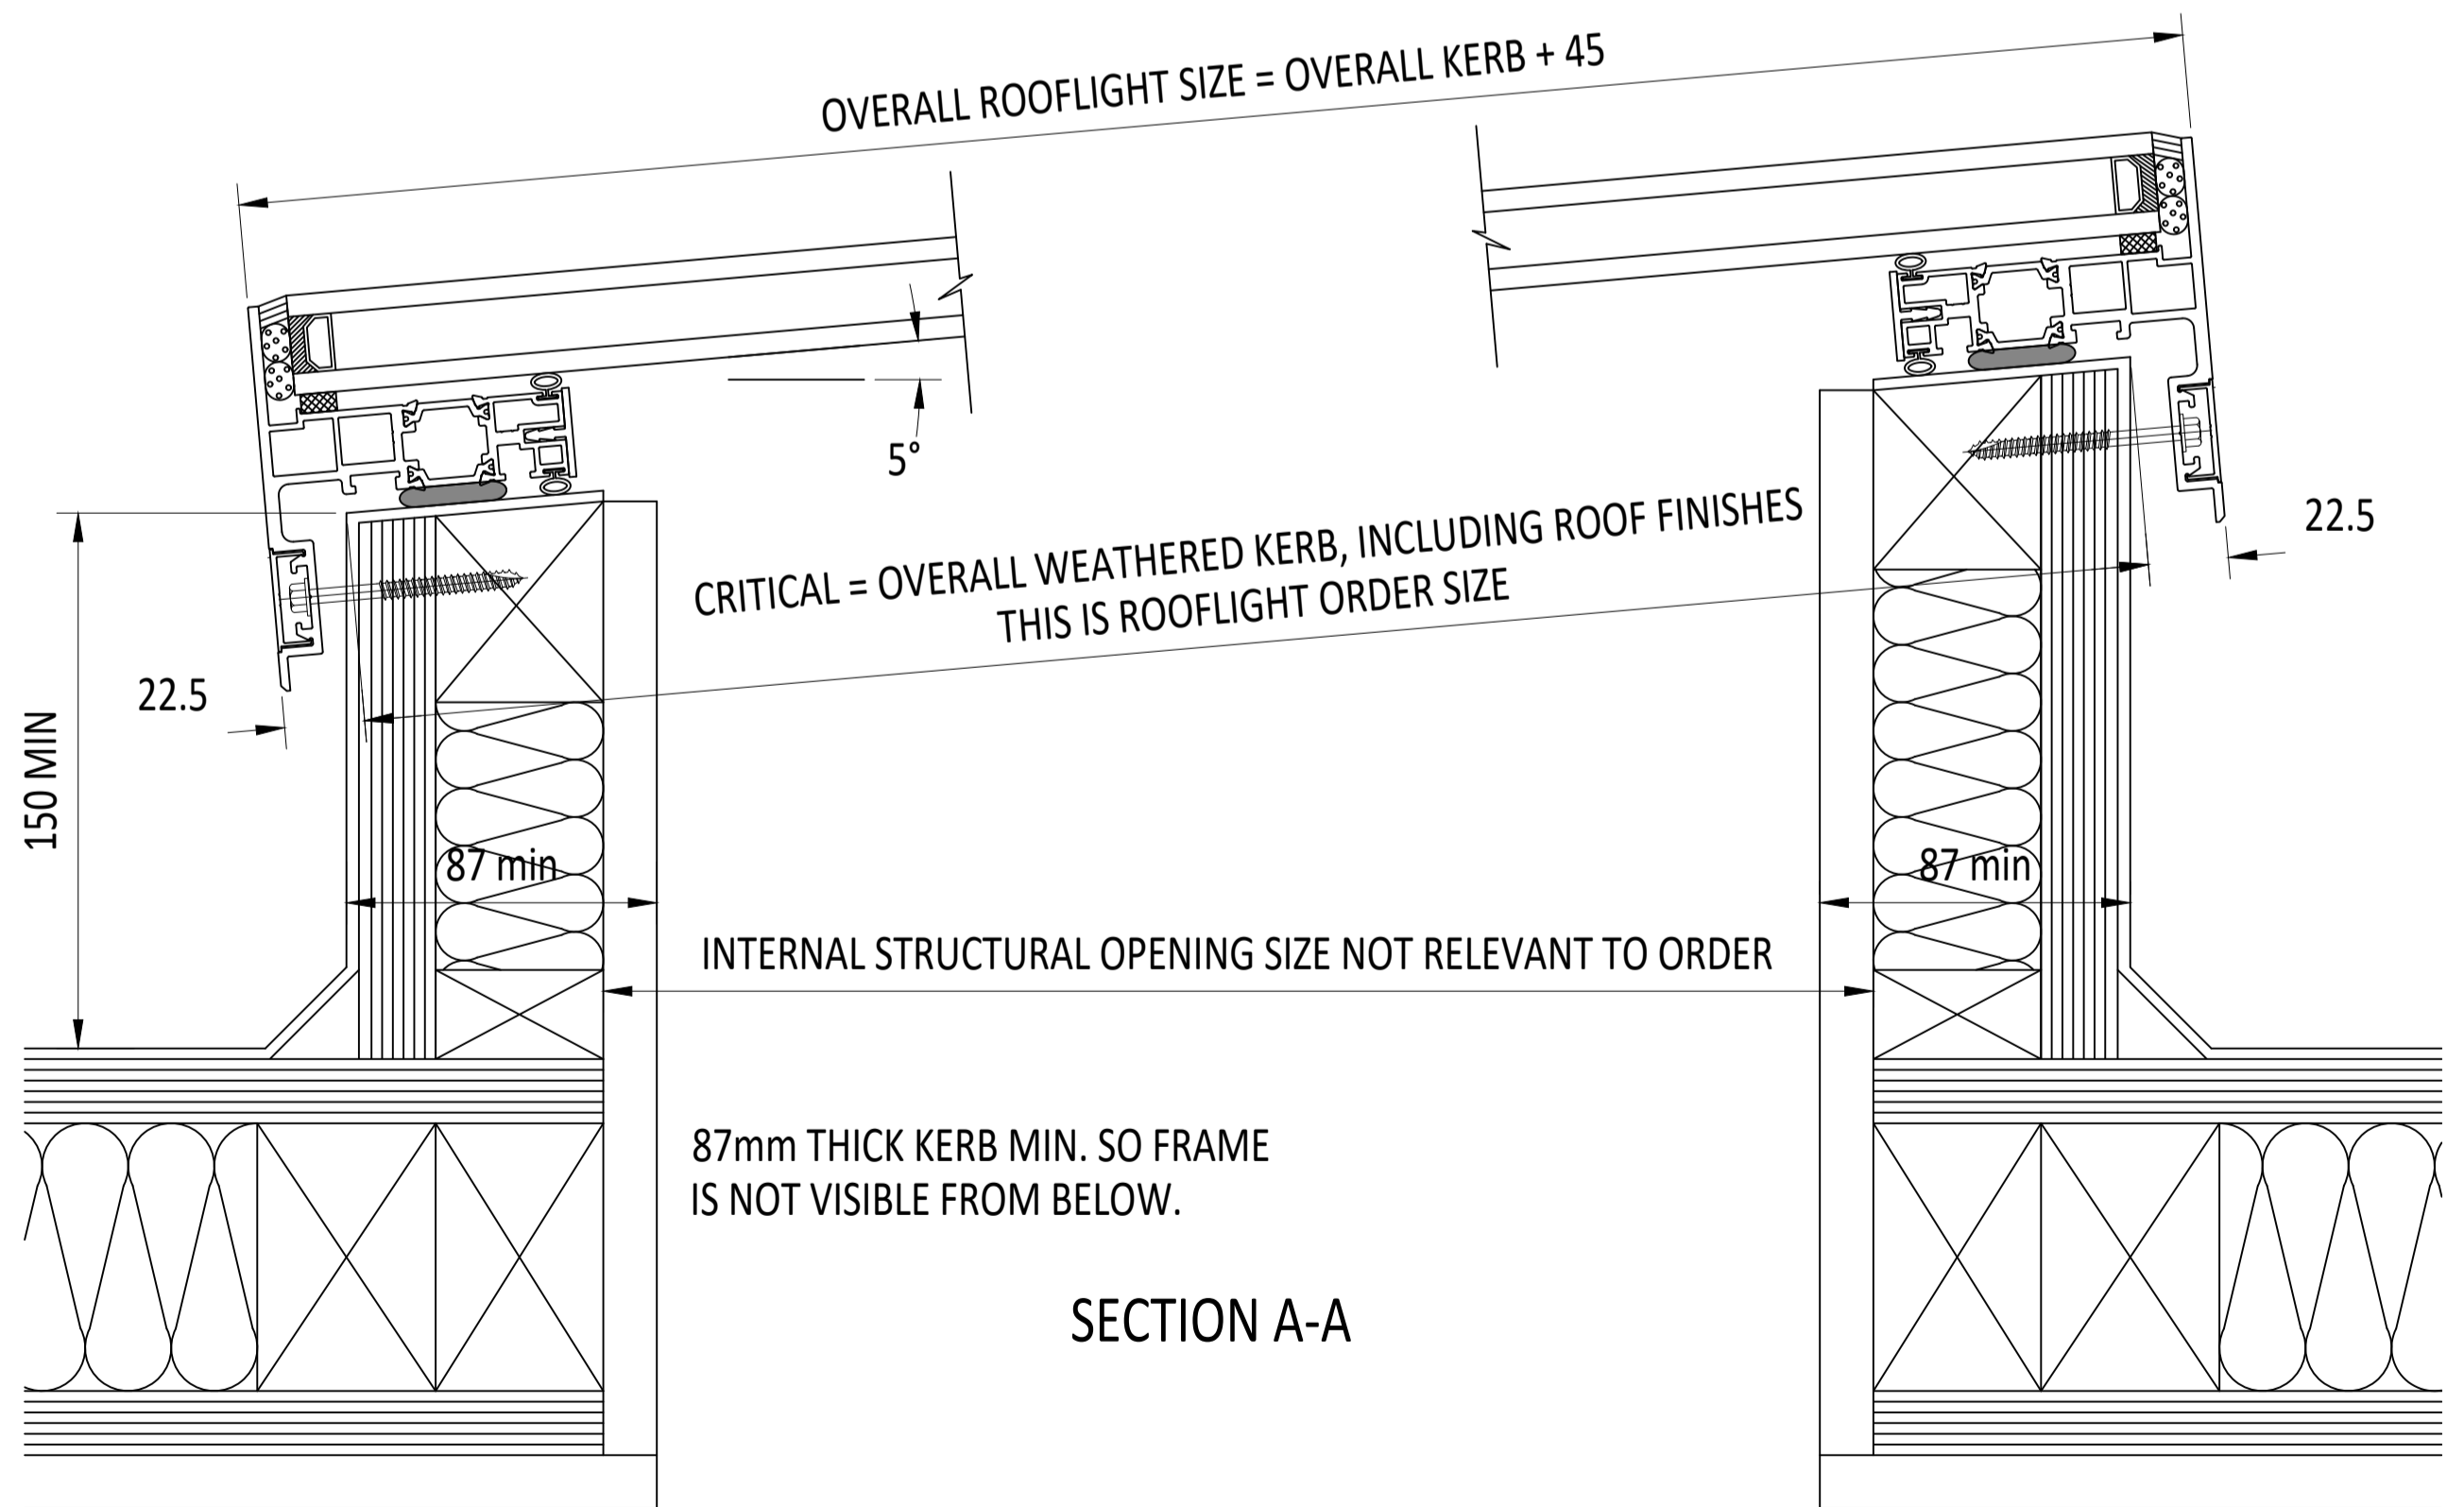 OVERALL ROOFLIGHT SIZE = OVERALL KERB + 45
5°
CRITICAL = OVERALL WEATHERED KERB, INCLUDING ROOF FINISHES
THIS IS ROOFLIGHT ORDER SIZE
22.5
22.5
150 MIN
87 min
87 min
INTERNAL STRUCTURAL OPENING SIZE NOT RELEVANT TO ORDER
87mm THICK KERB MIN. SO FRAME
IS NOT VISIBLE FROM BELOW.
SECTION A-A